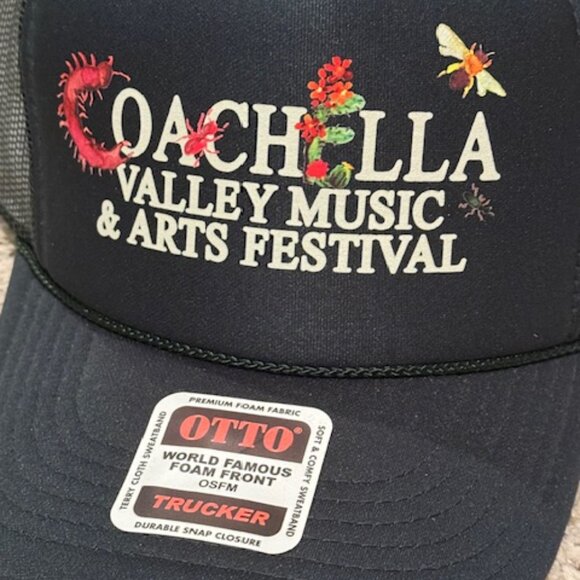 COACHELLA
VALLEY MUSIC
& ARTS FESTIVAL
PREMIUM FOAM FABRIC
TERRY CLOTH SWEATBAND
OTTO®
WORLD FAMOUS
FOAM FRONT
OSFM
TRUCKER
SOFT & COMFY SWEATBAND
DURABLE SNAP CLOSURE